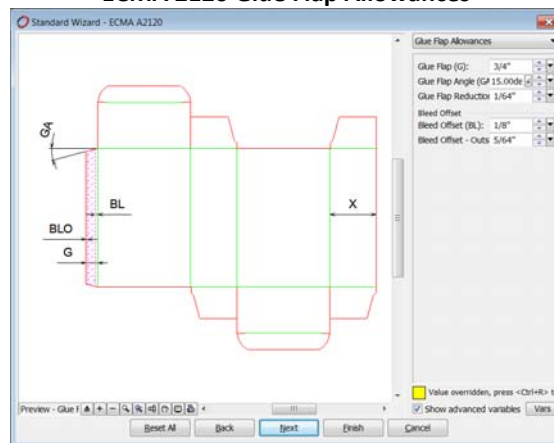 ECMA A2120 Glue Flap Allowances
Standard Wizard - ECMA A2120
Glue Flap Allowances
Glue Flap (G): 3/4"
Glue Flap Angle (GA 15.00de
Glue Flap Reduction 1/64"
Bleed Offset
Bleed Offset (BL): 1/8"
Bleed Offset - Outs 5/64"
GA
BL
X
BLO
G
Value overridden, press <Ctrl+R> t
Preview - Glue F
Show advanced variables Vars
Reset All Back Next Finish Cancel